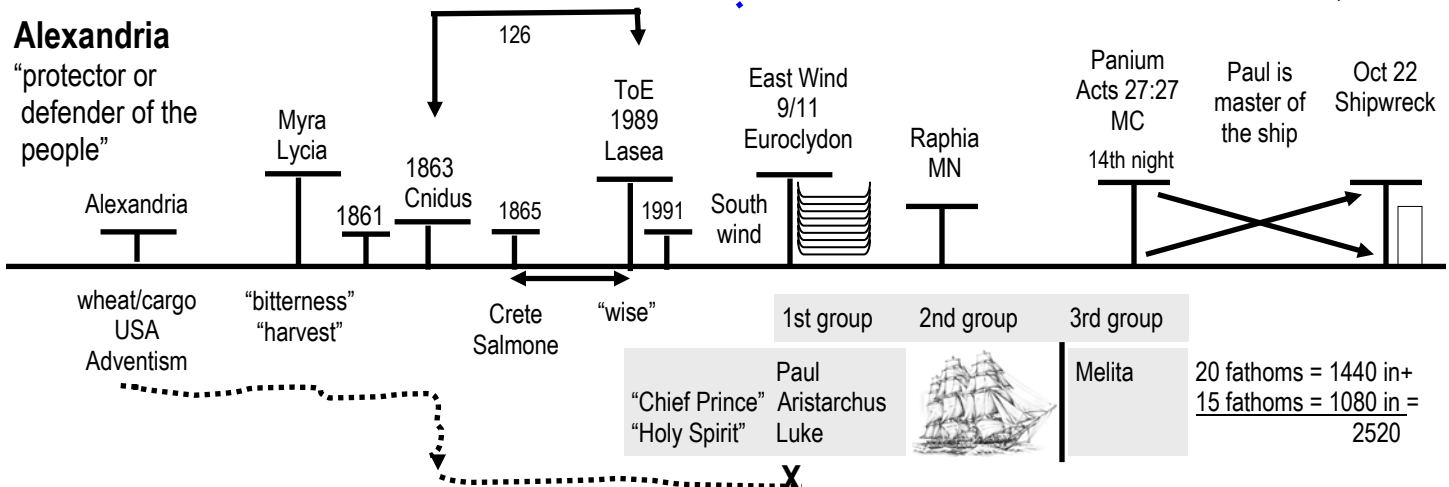 Alexandria
“protector or
defender of the
people”
126
Alexandria
Myra
Lycia
1861
1863
Cnidus
1865
ToE
1989
Lasea
1991
South
wind
East Wind
9/11
Euroclydon
Raphia
MN
Panium
Acts 27:27
MC
14th night
Paul is
master of
the ship
Oct 22
Shipwreck
wheat/cargo
USA
Adventism
“bitterness”
“harvest”
Crete
Salmone
“wise”
1st group
2nd group
3rd group
Paul
“Chief Prince” Aristarchus
“Holy Spirit” Luke
Melita
20 fathoms = 1440 in+
15 fathoms = 1080 in =
2520
X